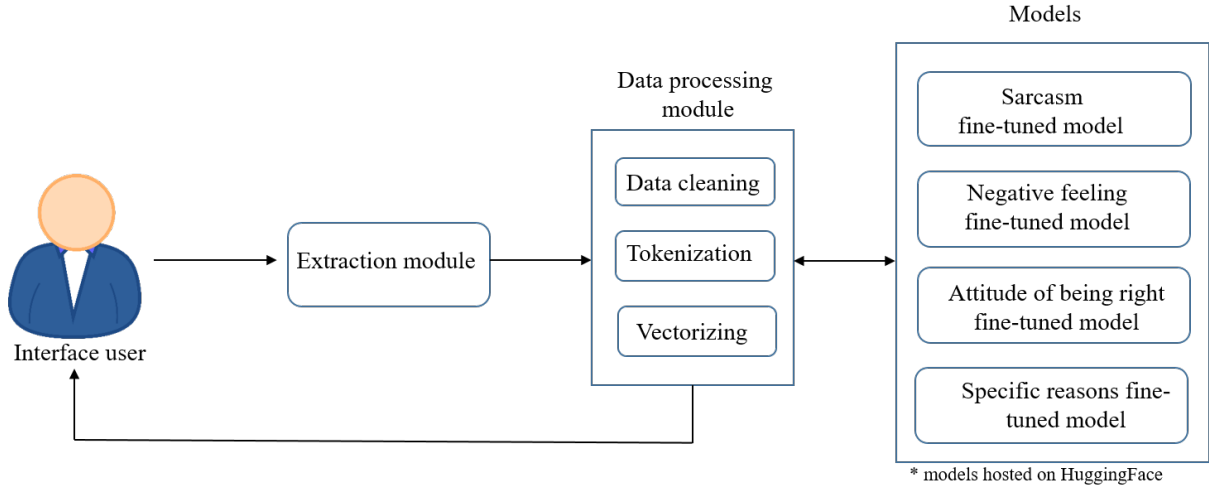 Interface user
Extraction module
Data processing
module
Data cleaning
Tokenization
Vectorizing
Models
Sarcasm
fine-tuned model
Negative feeling
fine-tuned model
Attitude of being right
fine-tuned model
Specific reasons fine-
tuned model
* models hosted on HuggingFace